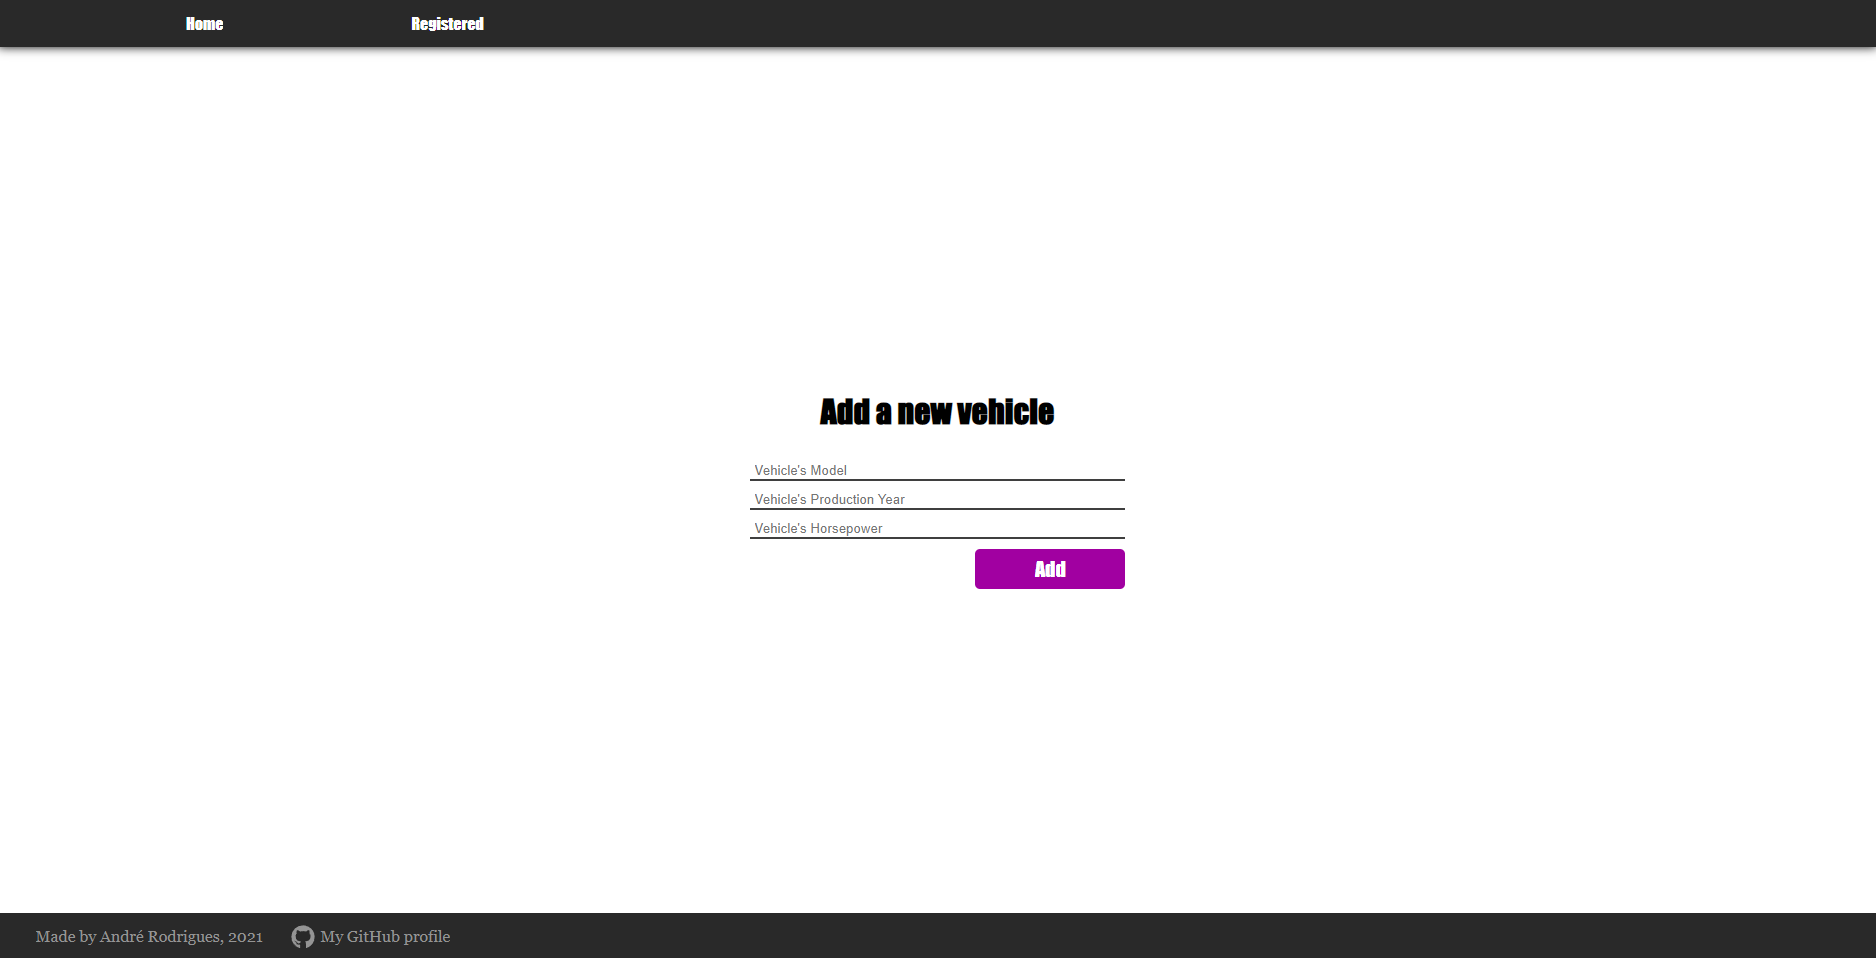 Home Registered
Add a new vehicle
Vehicle's Model
Vehicle's Production Year
Vehicle's Horsepower
Add
Made by André Rodrigues, 2021 My GitHub profile